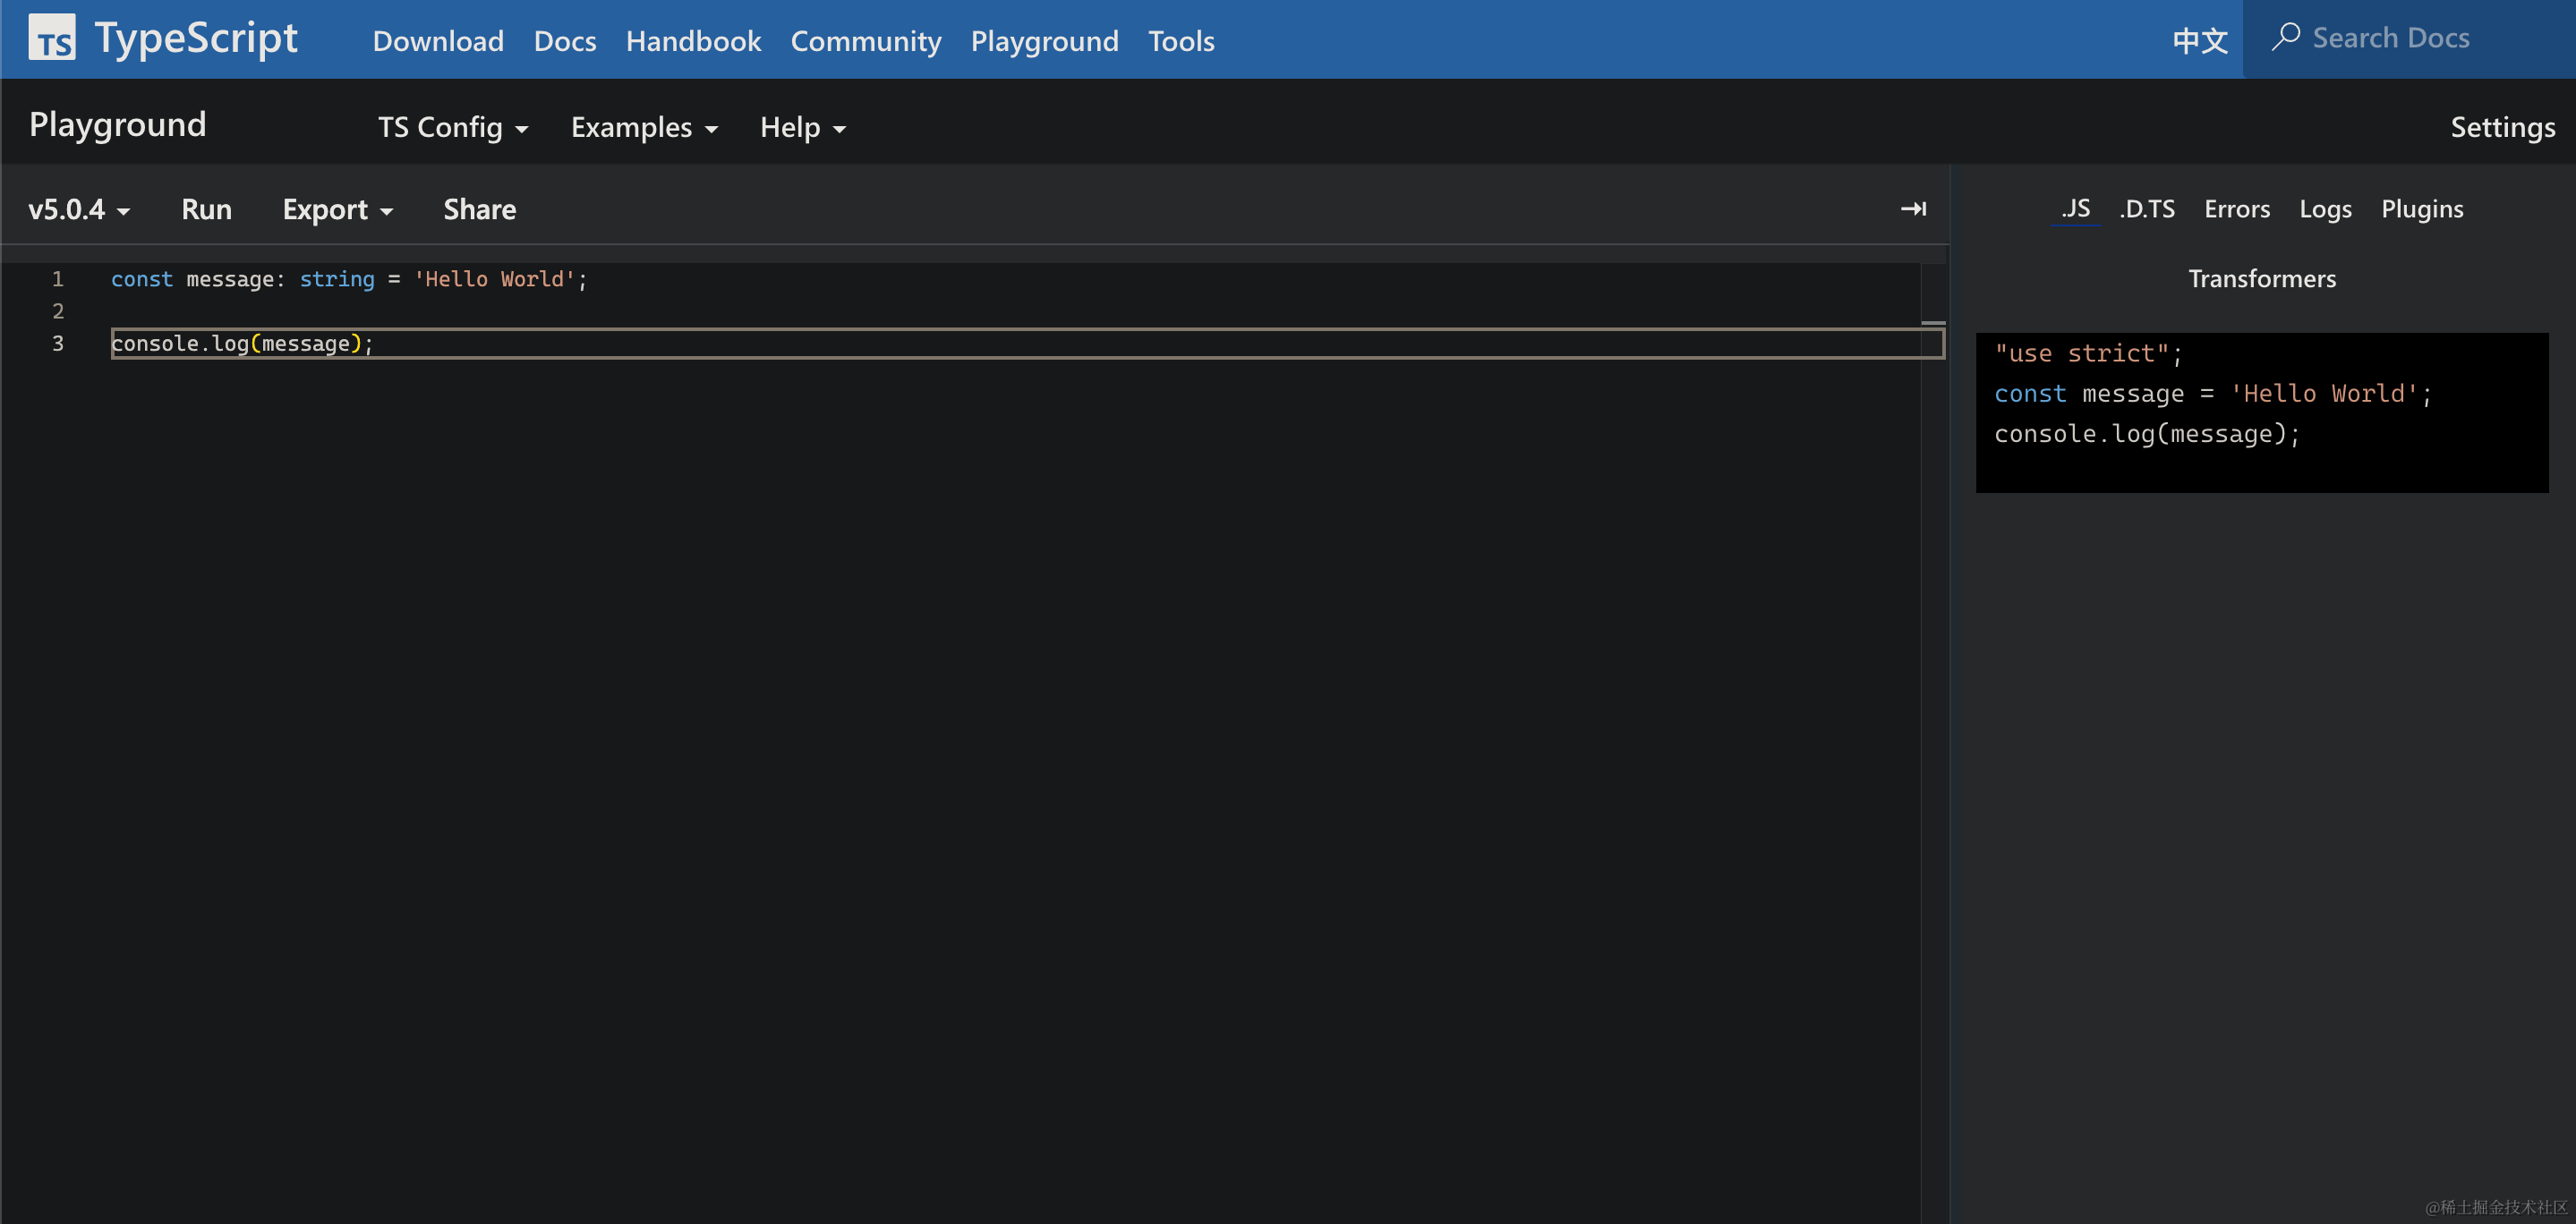 TS TypeScript Download Docs Handbook Community Playground Tools 中文 Search Docs
Playground TS Config Examples Help Settings
v5.0.4 Run Export Share
1 const message: string = 'Hello World';
2
3 console.log(message);
.JS .D.TS Errors Logs Plugins
Transformers
"use strict";
const message = 'Hello World';
console.log(message);
@稀土掘金技术社区